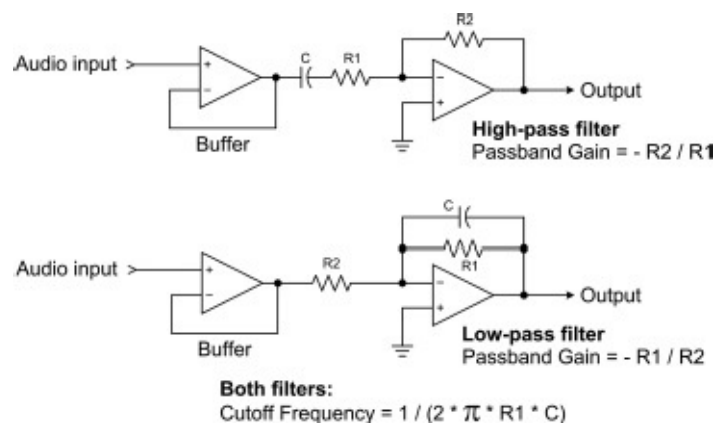 C R1 R2
Audio input
+
−
−
+
Output
Buffer
High-pass filter
Passband Gain = - R2 / R1
C
R2 R1
Audio input
+
−
−
+
Output
Buffer
Low-pass filter
Passband Gain = - R1 / R2
Both filters:
Cutoff Frequency = 1 / (2 * π * R1 * C)